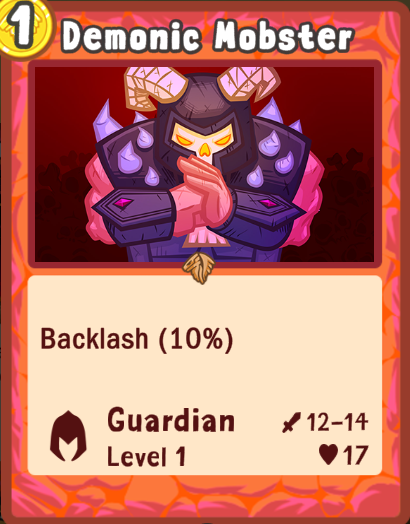 1
Demonic Mobster
Backlash (10%)
Guardian
12–14
Level 1
17